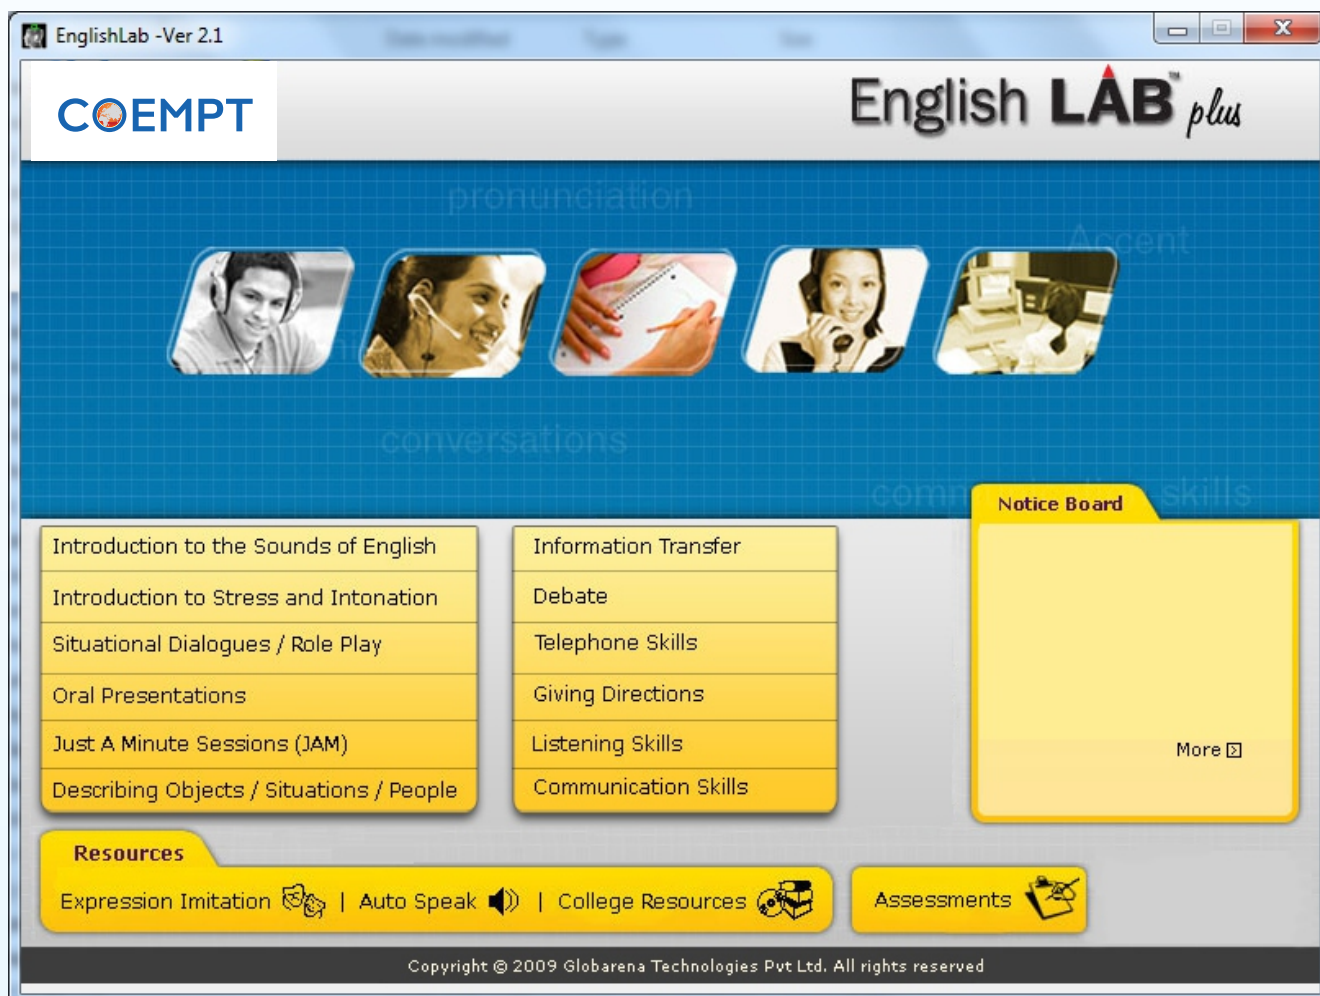 EnglishLab -Ver 2.1
COEMPT
English LAB™ plus
pronunciation
Accent
conversations
skills
Notice Board
Introduction to the Sounds of English
Introduction to Stress and Intonation
Situational Dialogues / Role Play
Oral Presentations
Just A Minute Sessions (JAM)
Describing Objects / Situations / People
Information Transfer
Debate
Telephone Skills
Giving Directions
Listening Skills
Communication Skills
More
Resources
Expression Imitation | Auto Speak | College Resources
Assessments
Copyright @ 2009 Globarena Technologies Pvt Ltd. All rights reserved